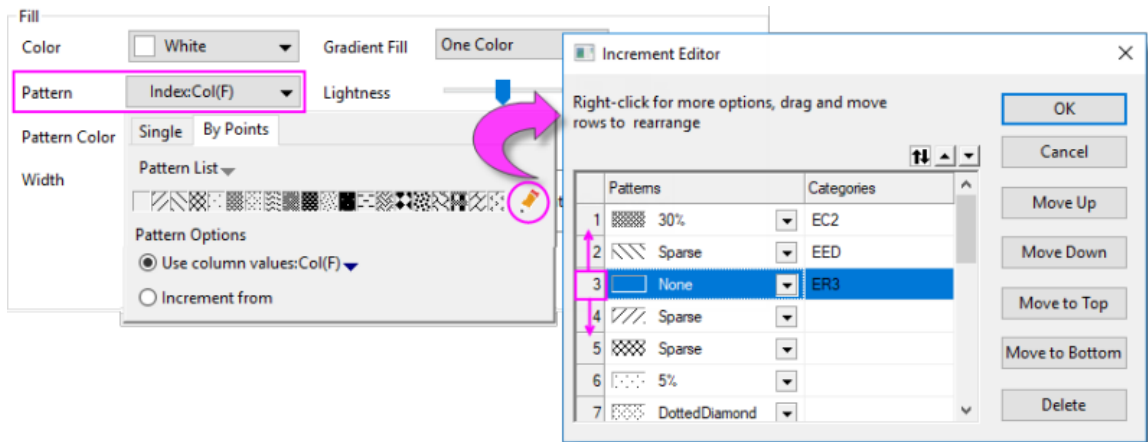 Fill
Color White Gradient Fill One Color
Pattern Index:Col(F) Lightness
Pattern Color Single By Points
Width
Pattern List
Pattern Options
Use column values:Col(F)
Increment from
Increment Editor
Right-click for more options, drag and move
rows to rearrange
Patterns Categories
1 30% EC2
2 Sparse EED
3 None ER3
4 Sparse
5 Sparse
6 5%
7 DottedDiamond
OK
Cancel
Move Up
Move Down
Move to Top
Move to Bottom
Delete